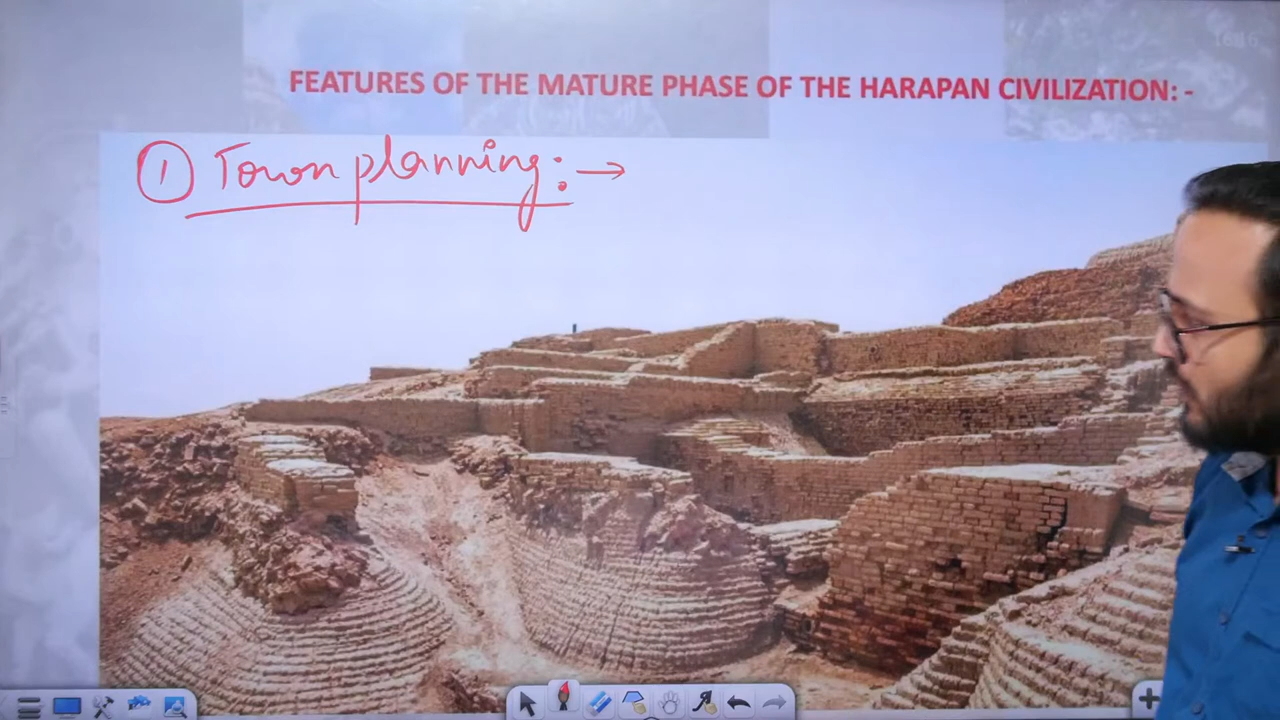 FEATURES OF THE MATURE PHASE OF THE HARAPAN CIVILIZATION: -
① Town planning :→